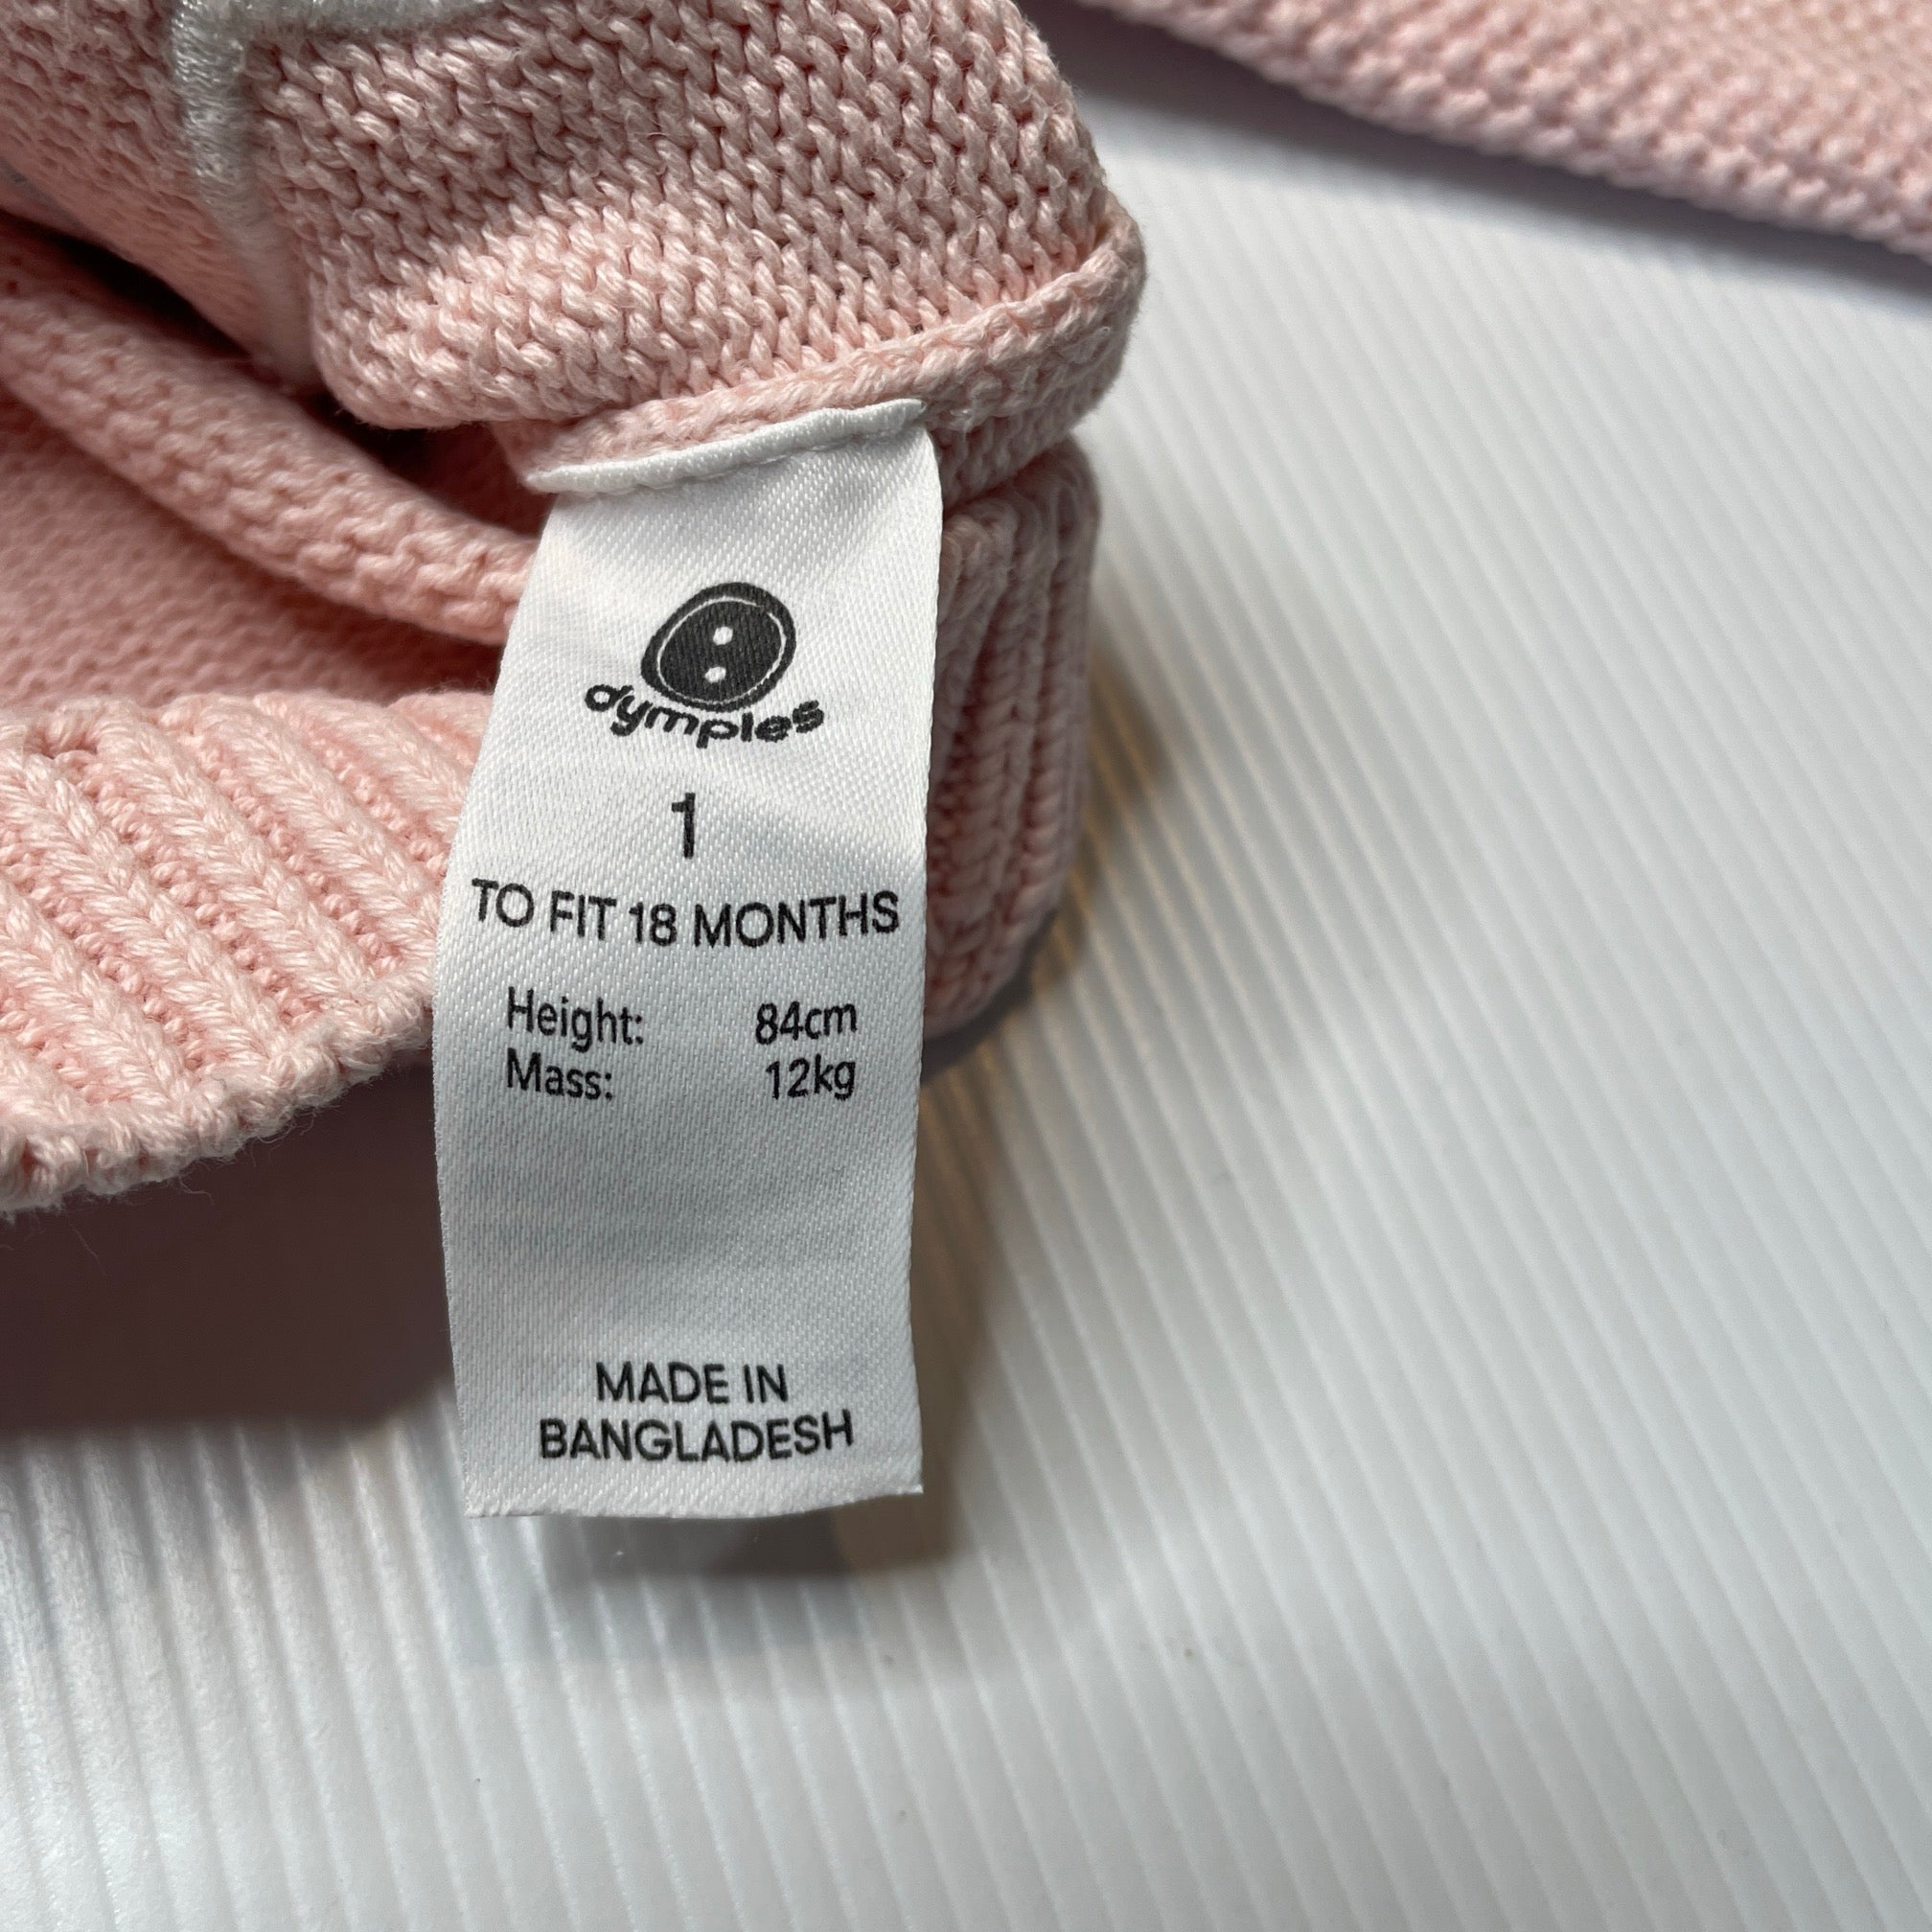 dymples
1
TO FIT 18 MONTHS
Height: 84cm
Mass: 12kg
MADE IN
BANGLADESH